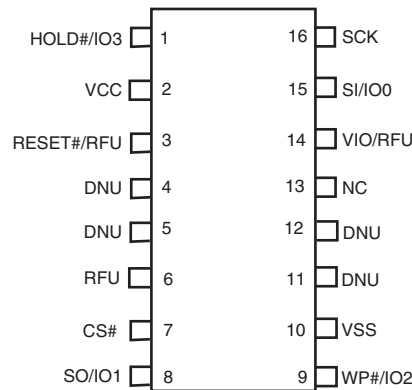 HOLD#/IO3 1 16 SCK
VCC 2 15 SI/IO0
RESET#/RFU 3 14 VIO/RFU
DNU 4 13 NC
DNU 5 12 DNU
RFU 6 11 DNU
CS# 7 10 VSS
SO/IO1 8 9 WP#/IO2